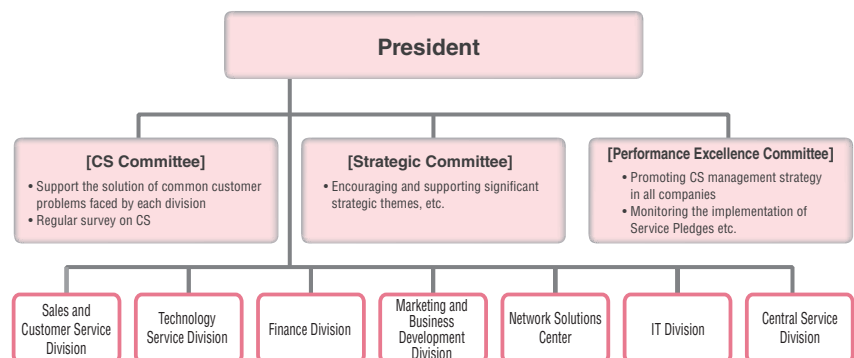 President
[CS Committee]
• Support the solution of common customer
problems faced by each division
• Regular survey on CS
[Strategic Committee]
• Encouraging and supporting significant
strategic themes, etc.
[Performance Excellence Committee]
• Promoting CS management strategy
in all companies
• Monitoring the implementation of
Service Pledges etc.
Sales and
Customer Service
Division
Technology
Service Division
Finance Division
Marketing and
Business
Development
Division
Network Solutions
Center
IT Division
Central Service
Division